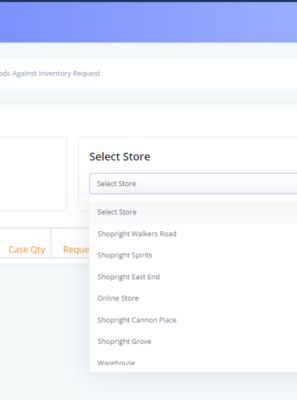 ods Against Inventory Request
Select Store
Select Store
Select Store
Shopright Walkers Road
Shopright Spirits
Shopright East End
Online Store
Shopright Cannon Place
Shopright Grove
Warehouse
Case Qty
Reque